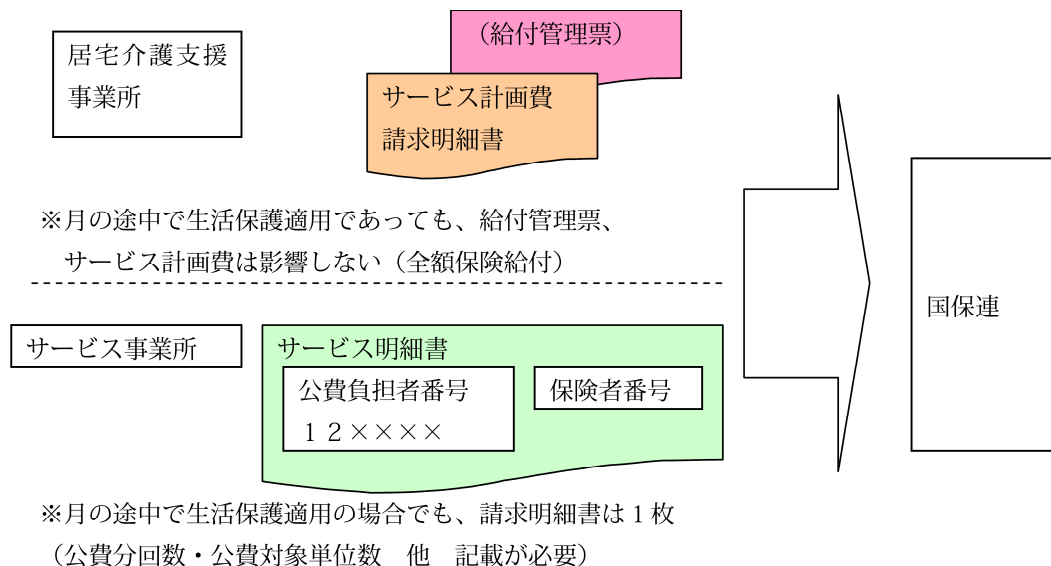 （給付管理票）
居宅介護支援
事業所
サービス計画費
請求明細書
※月の途中で生活保護適用であっても、給付管理票、
サービス計画費は影響しない（全額保険給付）
国保連
サービス事業所
サービス明細書
公費負担者番号
１２××××
保険者番号
※月の途中で生活保護適用の場合でも、請求明細書は１枚
（公費分回数・公費対象単位数　他　記載が必要）